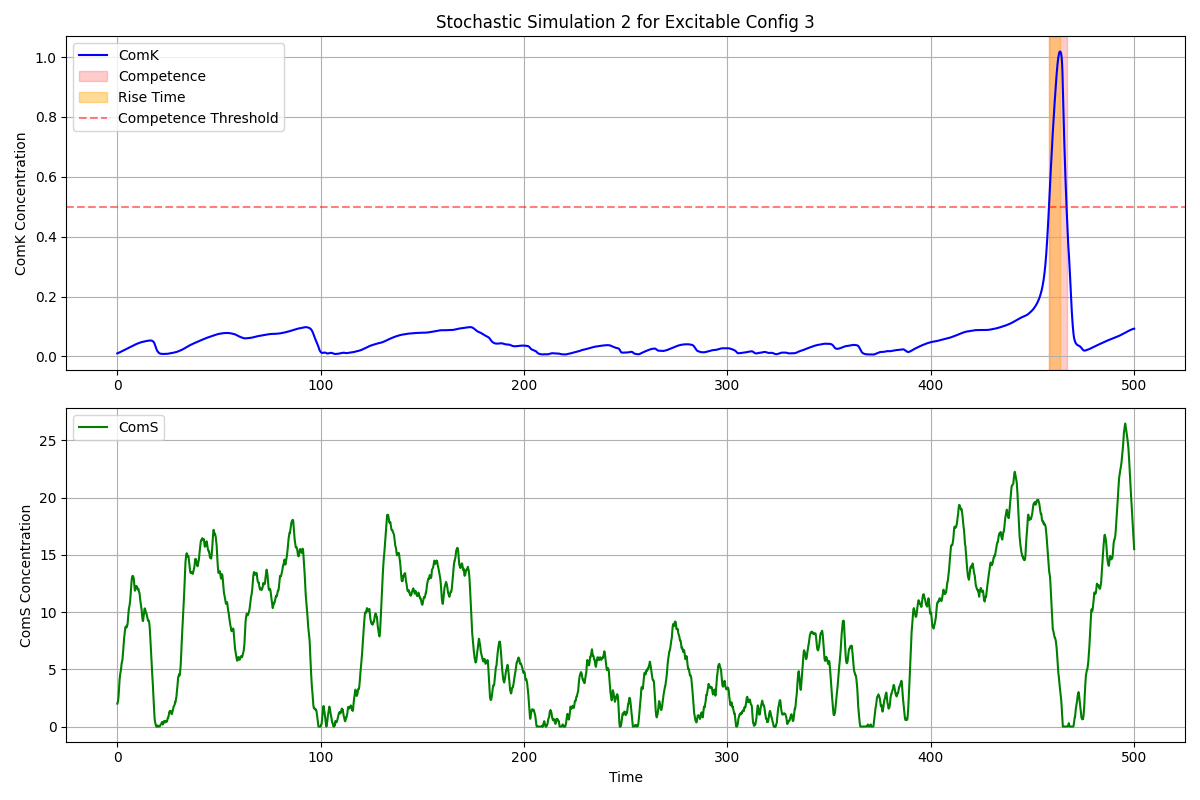 Stochastic Simulation 2 for Excitable Config 3
ComK Concentration
1.0
0.8
0.6
0.4
0.2
0.0
ComK
Competence
Rise Time
Competence Threshold
0 100 200 300 400 500
ComS Concentration
25
20
15
10
5
0
ComS
0 100 200 300 400 500
Time